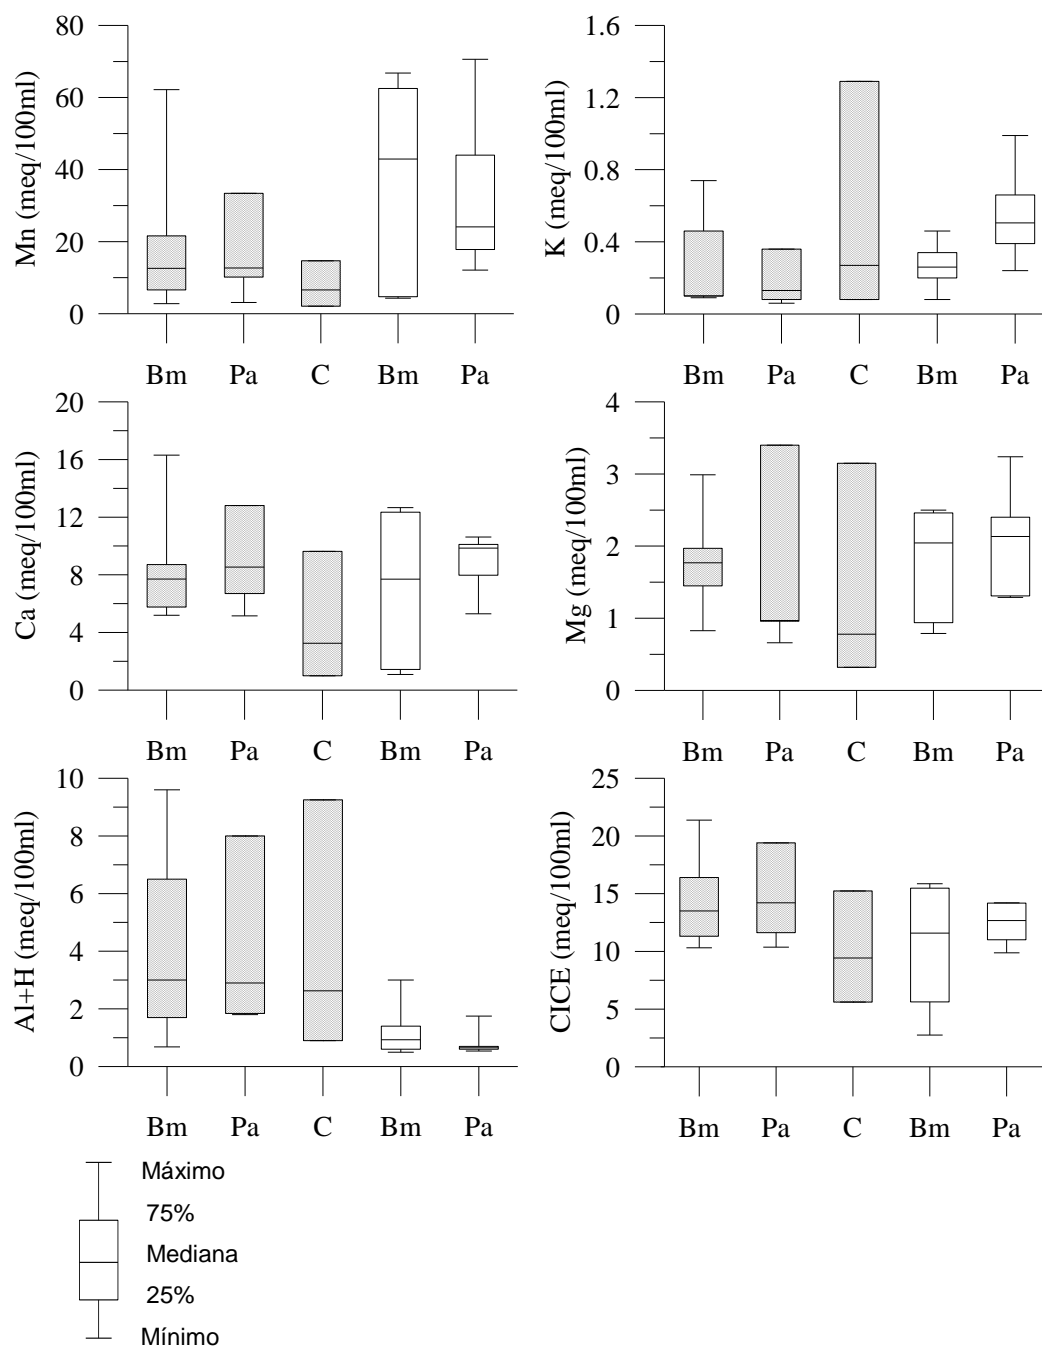 Mn (meq/100ml)
80
60
40
20
0
Bm Pa C Bm Pa
K (meq/100ml)
1.6
1.2
0.8
0.4
0
Bm Pa C Bm Pa
Ca (meq/100ml)
20
16
12
8
4
0
Bm Pa C Bm Pa
Mg (meq/100ml)
4
3
2
1
0
Bm Pa C Bm Pa
Al+H (meq/100ml)
10
8
6
4
2
0
Bm Pa C Bm Pa
CICE (meq/100ml)
25
20
15
10
5
0
Bm Pa C Bm Pa
Máximo
75%
Mediana
25%
Mínimo